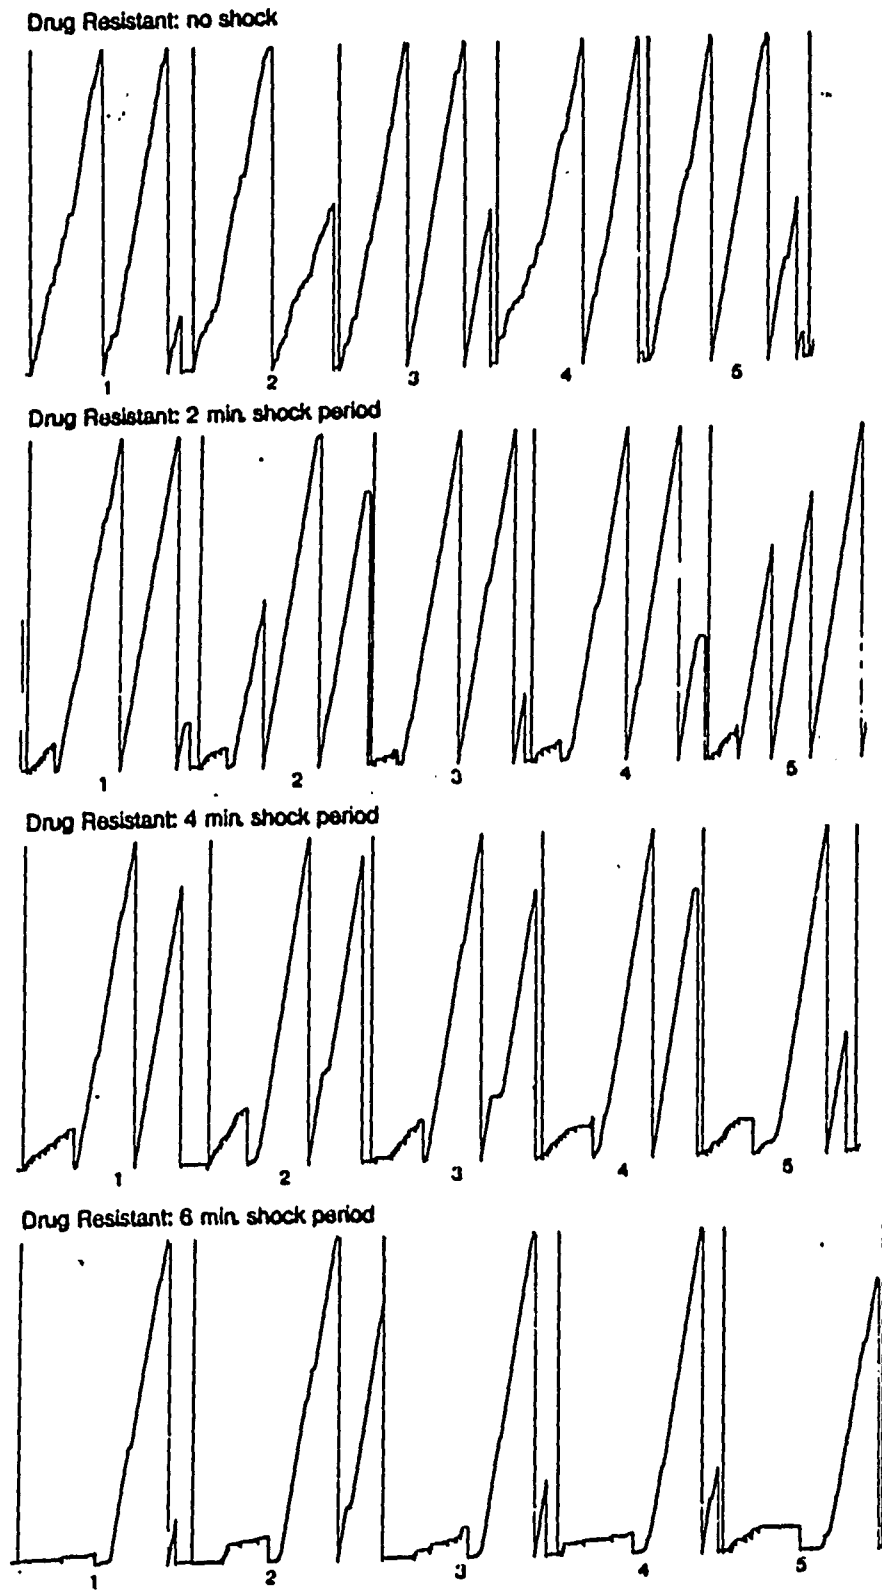 Drug Resistant: no shock
1 2 3 4 5
Drug Resistant: 2 min. shock period
1 2 3 4 5
Drug Resistant: 4 min. shock period
1 2 3 4 5
Drug Resistant: 6 min. shock period
1 2 3 4 5